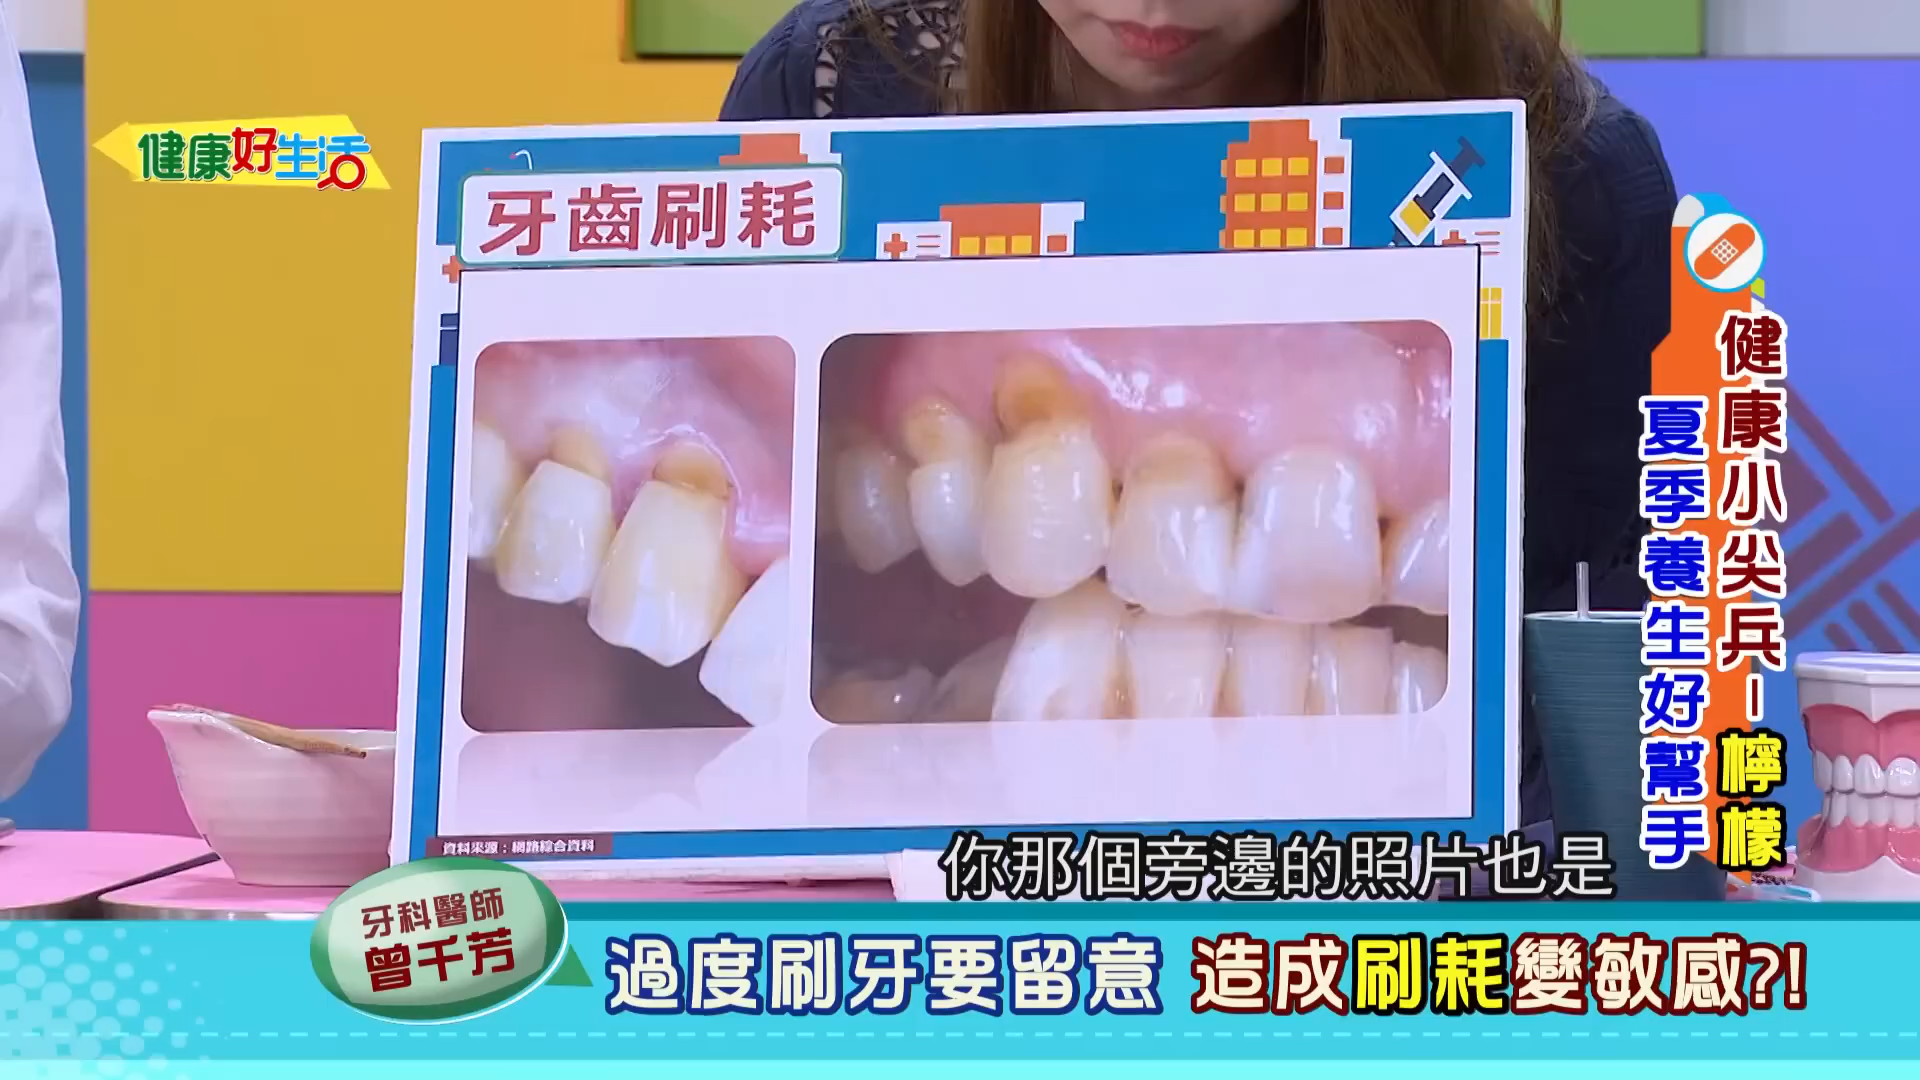 健康好生活
牙齒刷耗
健康小尖兵-檸檬
夏季養生好幫手
資料來源：網路綜合資料
你那個旁邊的照片也是
牙科醫師
曾千芳
過度刷牙要留意 造成刷耗變敏感?!